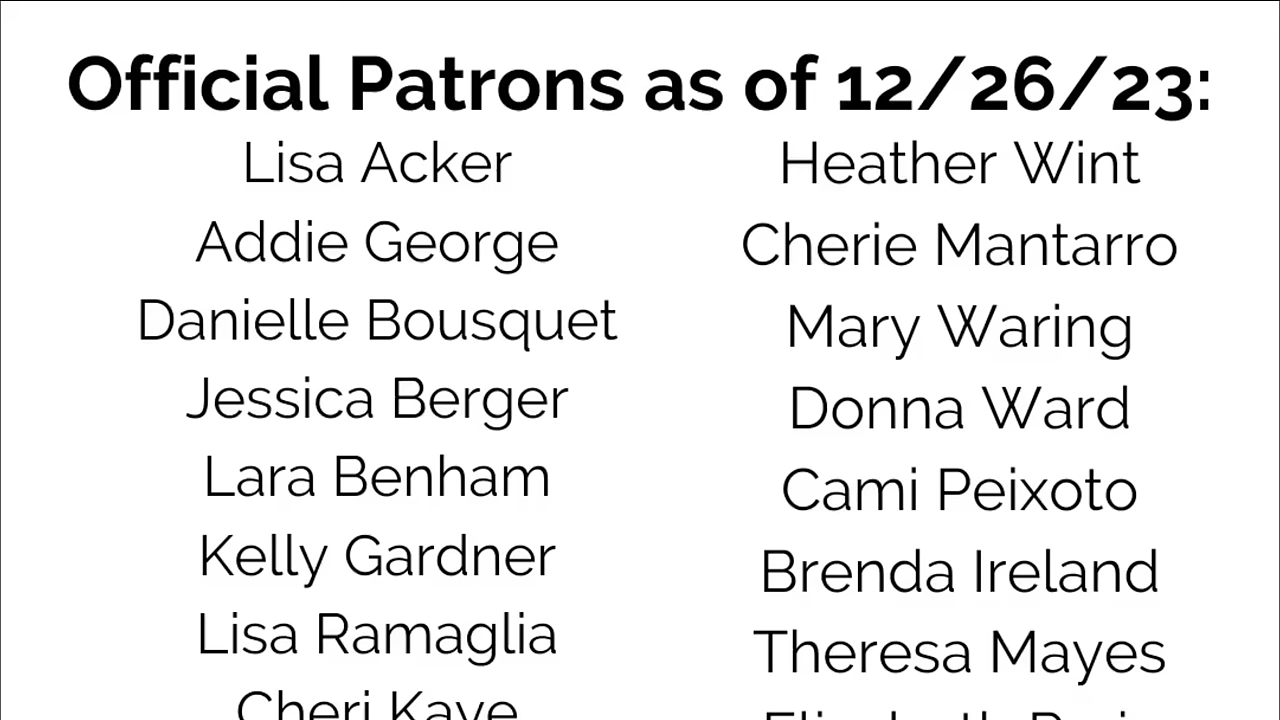 Official Patrons as of 12/26/23:
Lisa Acker
Addie George
Danielle Bousquet
Jessica Berger
Lara Benham
Kelly Gardner
Lisa Ramaglia
Cheri Kaye
Heather Wint
Cherie Mantarro
Mary Waring
Donna Ward
Cami Peixoto
Brenda Ireland
Theresa Mayes